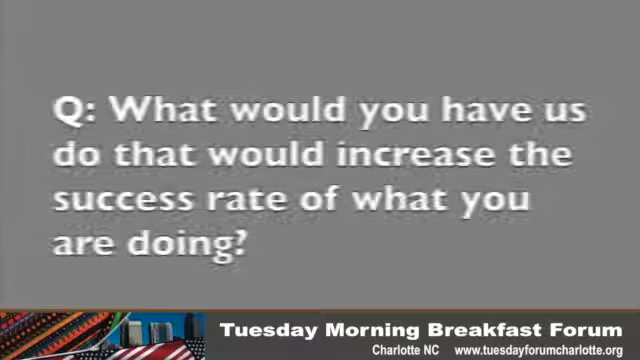 Q: What would you have us
do that would increase the
success rate of what you
are doing?
Tuesday Morning Breakfast Forum
Charlotte NC www.tuesdayforumcharlotte.org